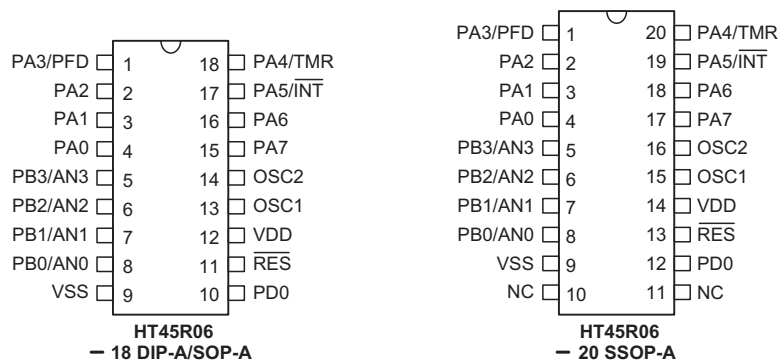 PA3/PFD 1 18 PA4/TMR
PA2 2 17 PA5/INT
PA1 3 16 PA6
PA0 4 15 PA7
PB3/AN3 5 14 OSC2
PB2/AN2 6 13 OSC1
PB1/AN1 7 12 VDD
PB0/AN0 8 11 RES
VSS 9 10 PD0
HT45R06
– 18 DIP-A/SOP-A
PA3/PFD 1 20 PA4/TMR
PA2 2 19 PA5/INT
PA1 3 18 PA6
PA0 4 17 PA7
PB3/AN3 5 16 OSC2
PB2/AN2 6 15 OSC1
PB1/AN1 7 14 VDD
PB0/AN0 8 13 RES
VSS 9 12 PD0
NC 10 11 NC
HT45R06
– 20 SSOP-A